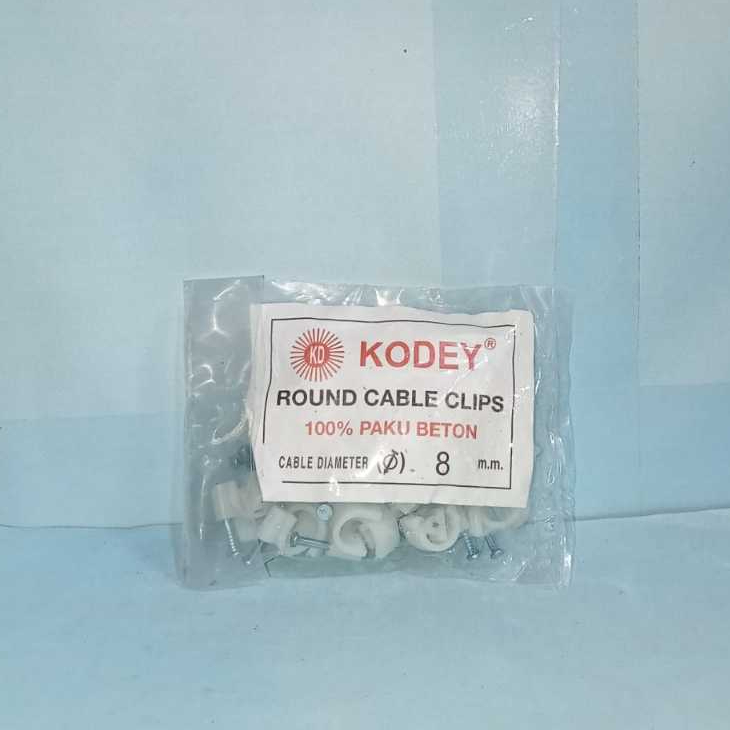 KD KODEY®
ROUND CABLE CLIPS
100% PAKU BETON
CABLE DIAMETER (Ø) 8 m.m.